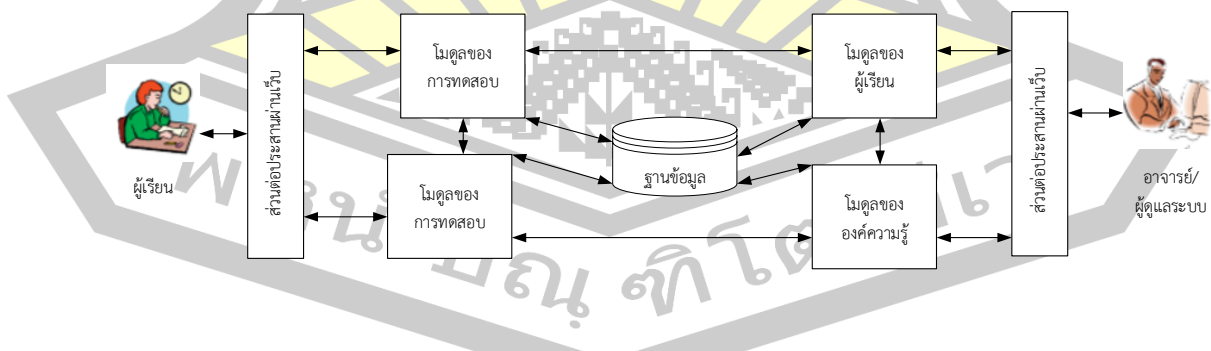 ผู้เรียน
ส่วนต่อประสานผ่านเว็บ
โมดูลของ
การทดสอบ
โมดูลของ
การทดสอบ
ฐานข้อมูล
โมดูลของ
ผู้เรียน
โมดูลของ
องค์ความรู้
ส่วนต่อประสานผ่านเว็บ
อาจารย์/
ผู้ดูแลระบบ